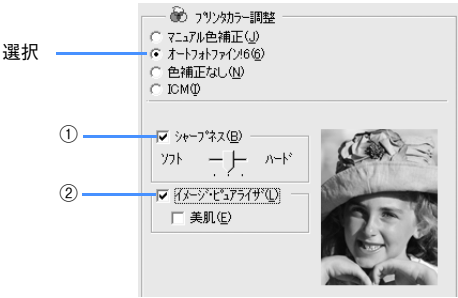 プリンタカラー調整
マニュアル色補正(J)
選択
オートフォトファイン!6(6)
色補正なし(N)
ICM(I)
①
シャープネス(B)
ソフト
ハード
②
イメージ・ピュアライザ(L)
美肌(E)